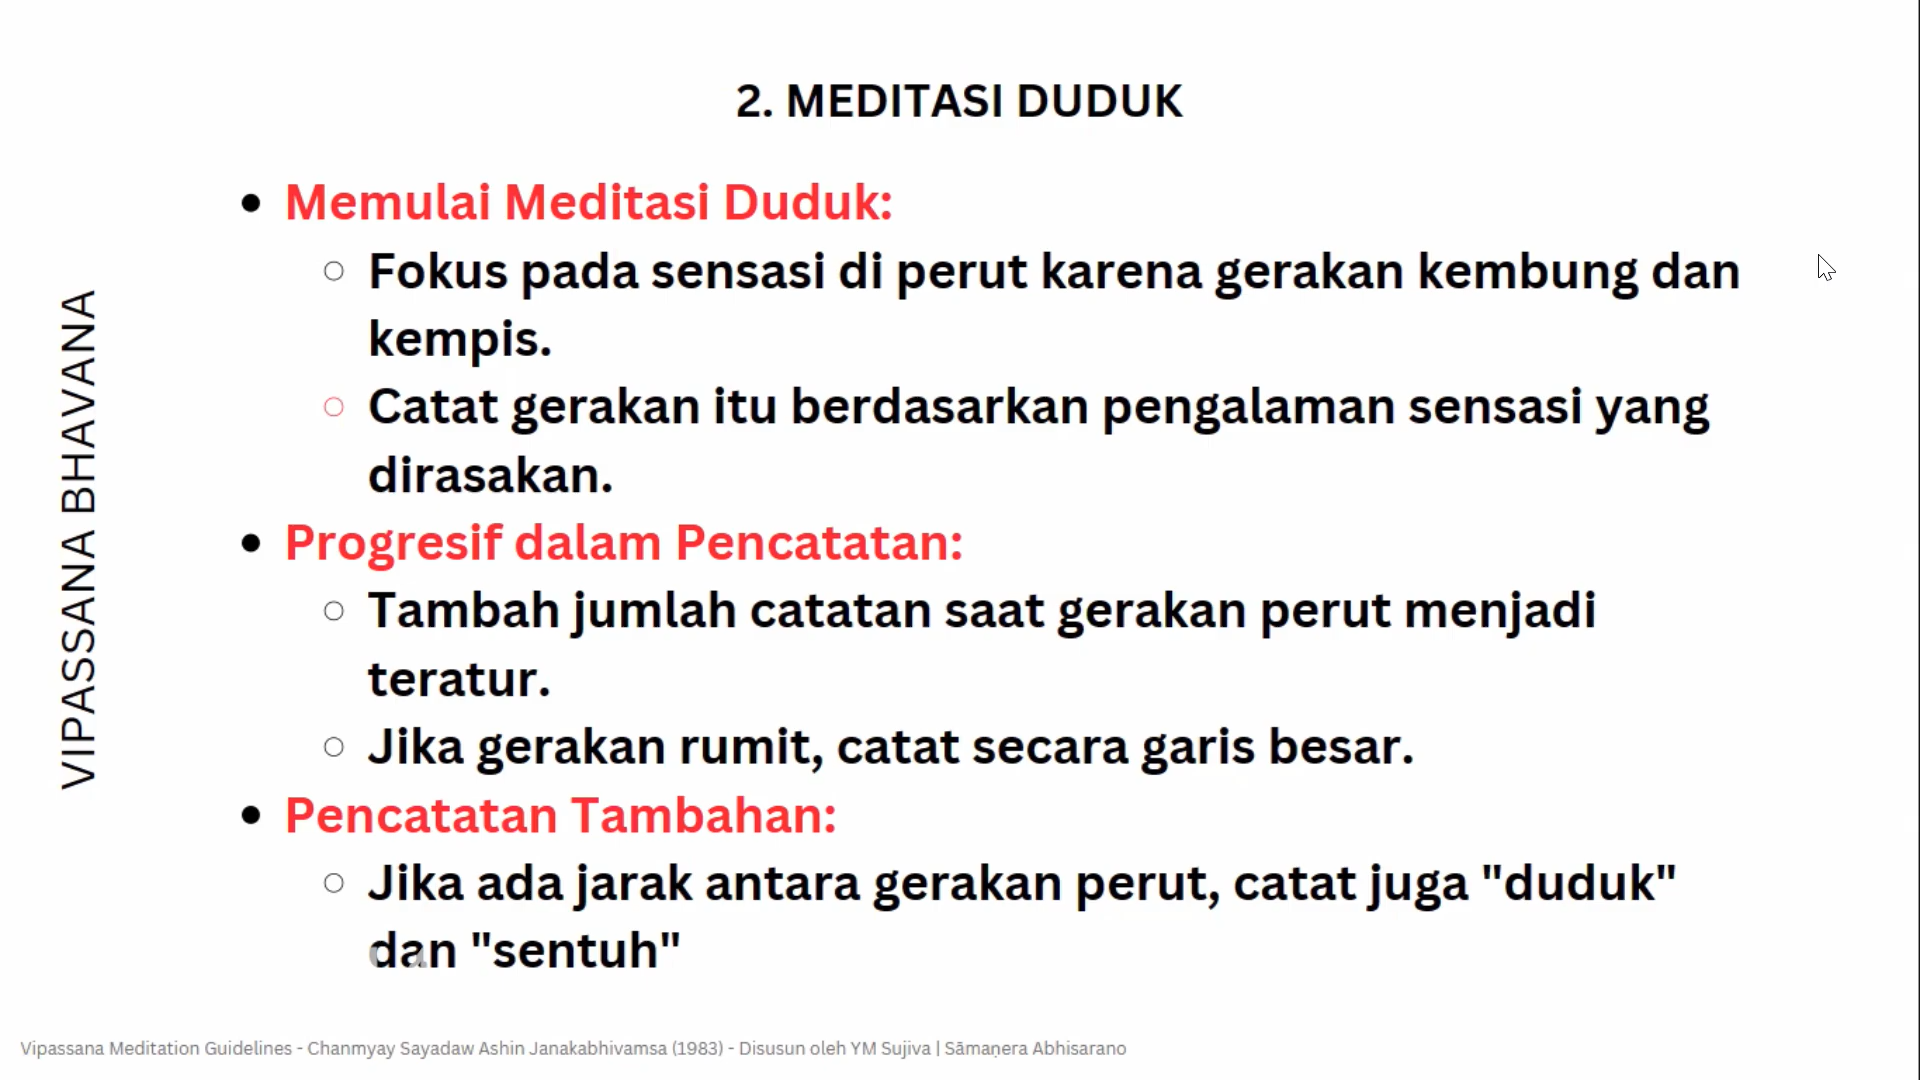 2. MEDITASI DUDUK
VIPASSANA BHAVANA
Memulai Meditasi Duduk:
Fokus pada sensasi di perut karena gerakan kembung dan
kempis.
Catat gerakan itu berdasarkan pengalaman sensasi yang
dirasakan.
Progresif dalam Pencatatan:
Tambah jumlah catatan saat gerakan perut menjadi
teratur.
Jika gerakan rumit, catat secara garis besar.
Pencatatan Tambahan:
Jika ada jarak antara gerakan perut, catat juga "duduk"
dan "sentuh"
Vipassana Meditation Guidelines - Chanmyay Sayadaw Ashin Janakabhivamsa (1983) - Disusun oleh YM Sujiva | Sāmaṇera Abhisarano